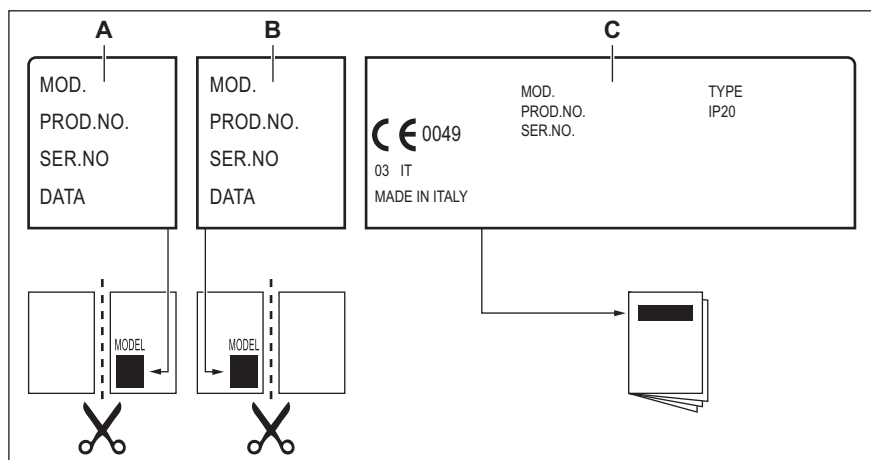 A
B
C
MOD.
PROD.NO.
SER.NO
DATA
MOD.
PROD.NO.
SER.NO
DATA
MOD.
TYPE
PROD.NO.
IP20
SER.NO.
CE 0049
03 IT
MADE IN ITALY
MODEL
MODEL